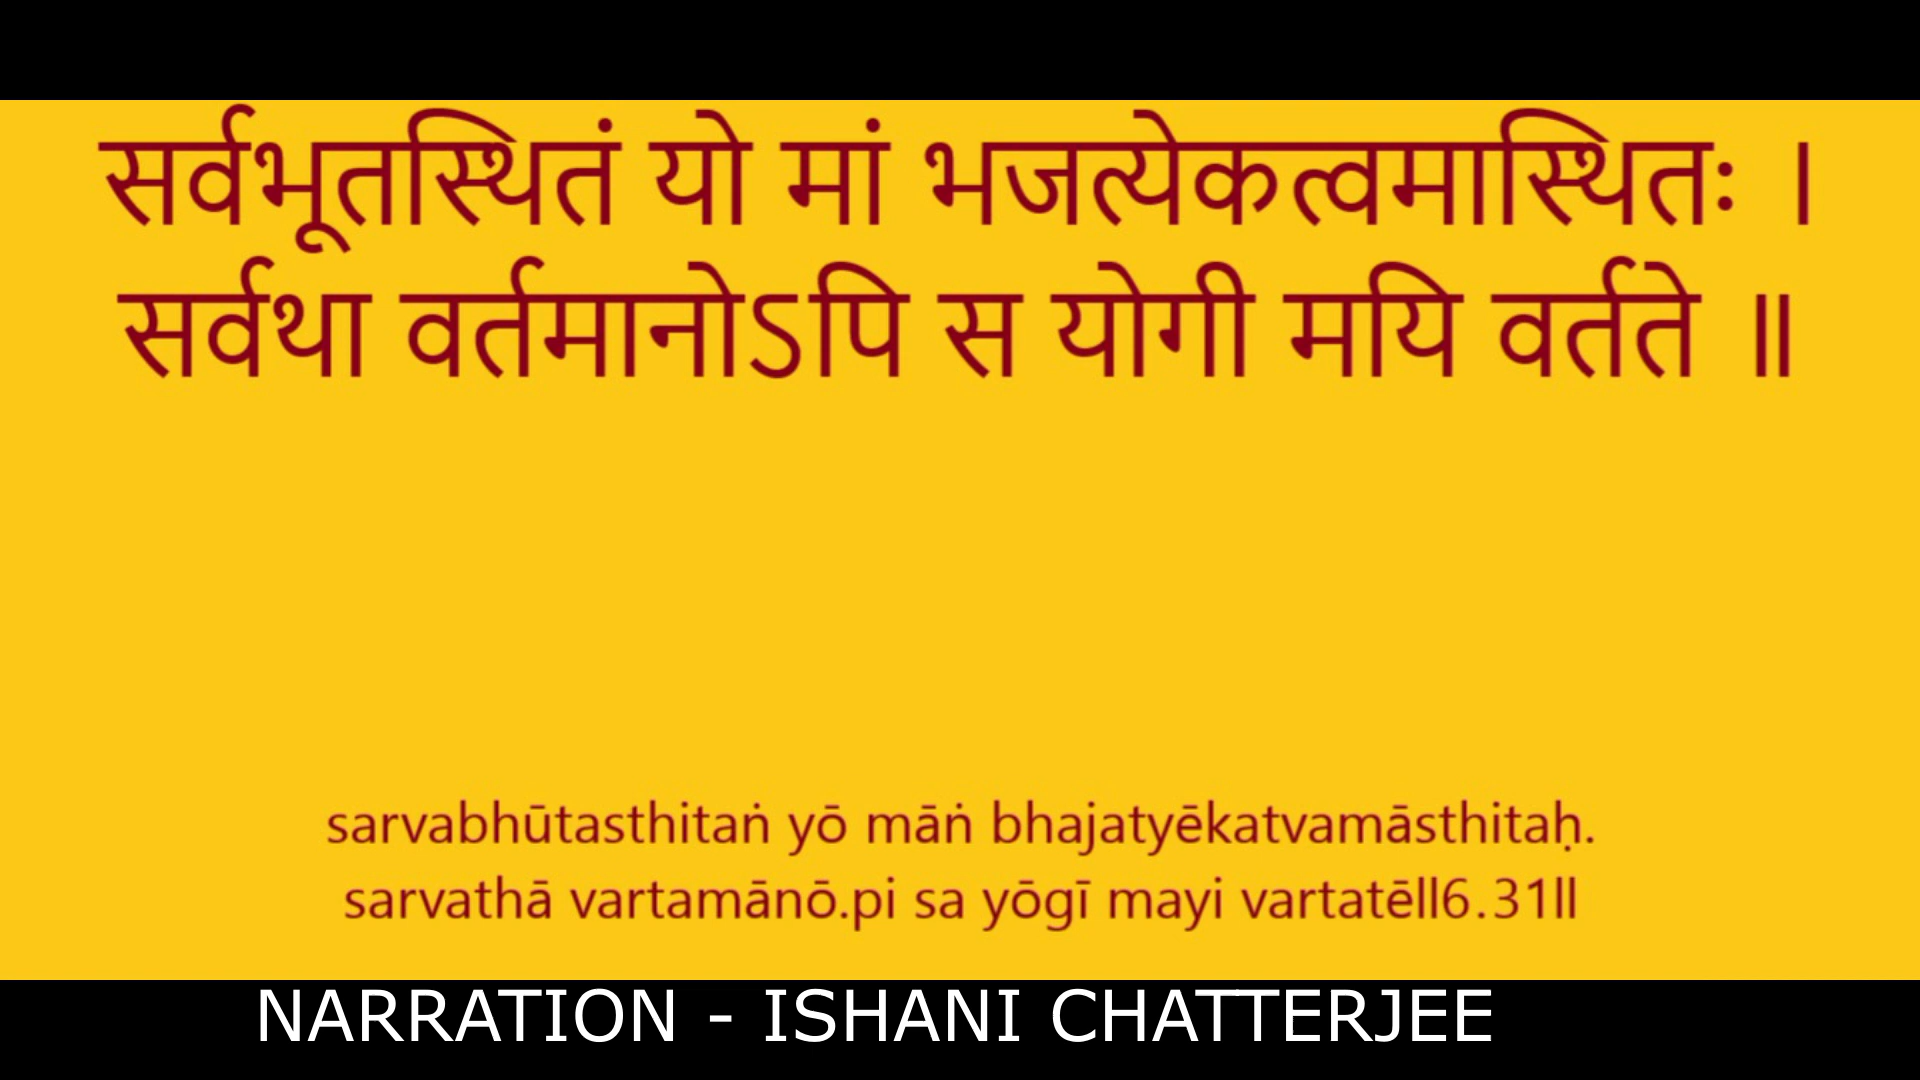 सर्वभूतस्थितं यो मां भजत्येकत्वमास्थितः ।
सर्वथा वर्तमानोऽपि स योगी मयि वर्तते ॥
sarvabhūtasthitaṅ yō māṅ bhajatyēkatvamāsthitaḥ.
sarvathā vartamānō.pi sa yōgī mayi vartatēll6.31ll
NARRATION - ISHANI CHATTERJEE